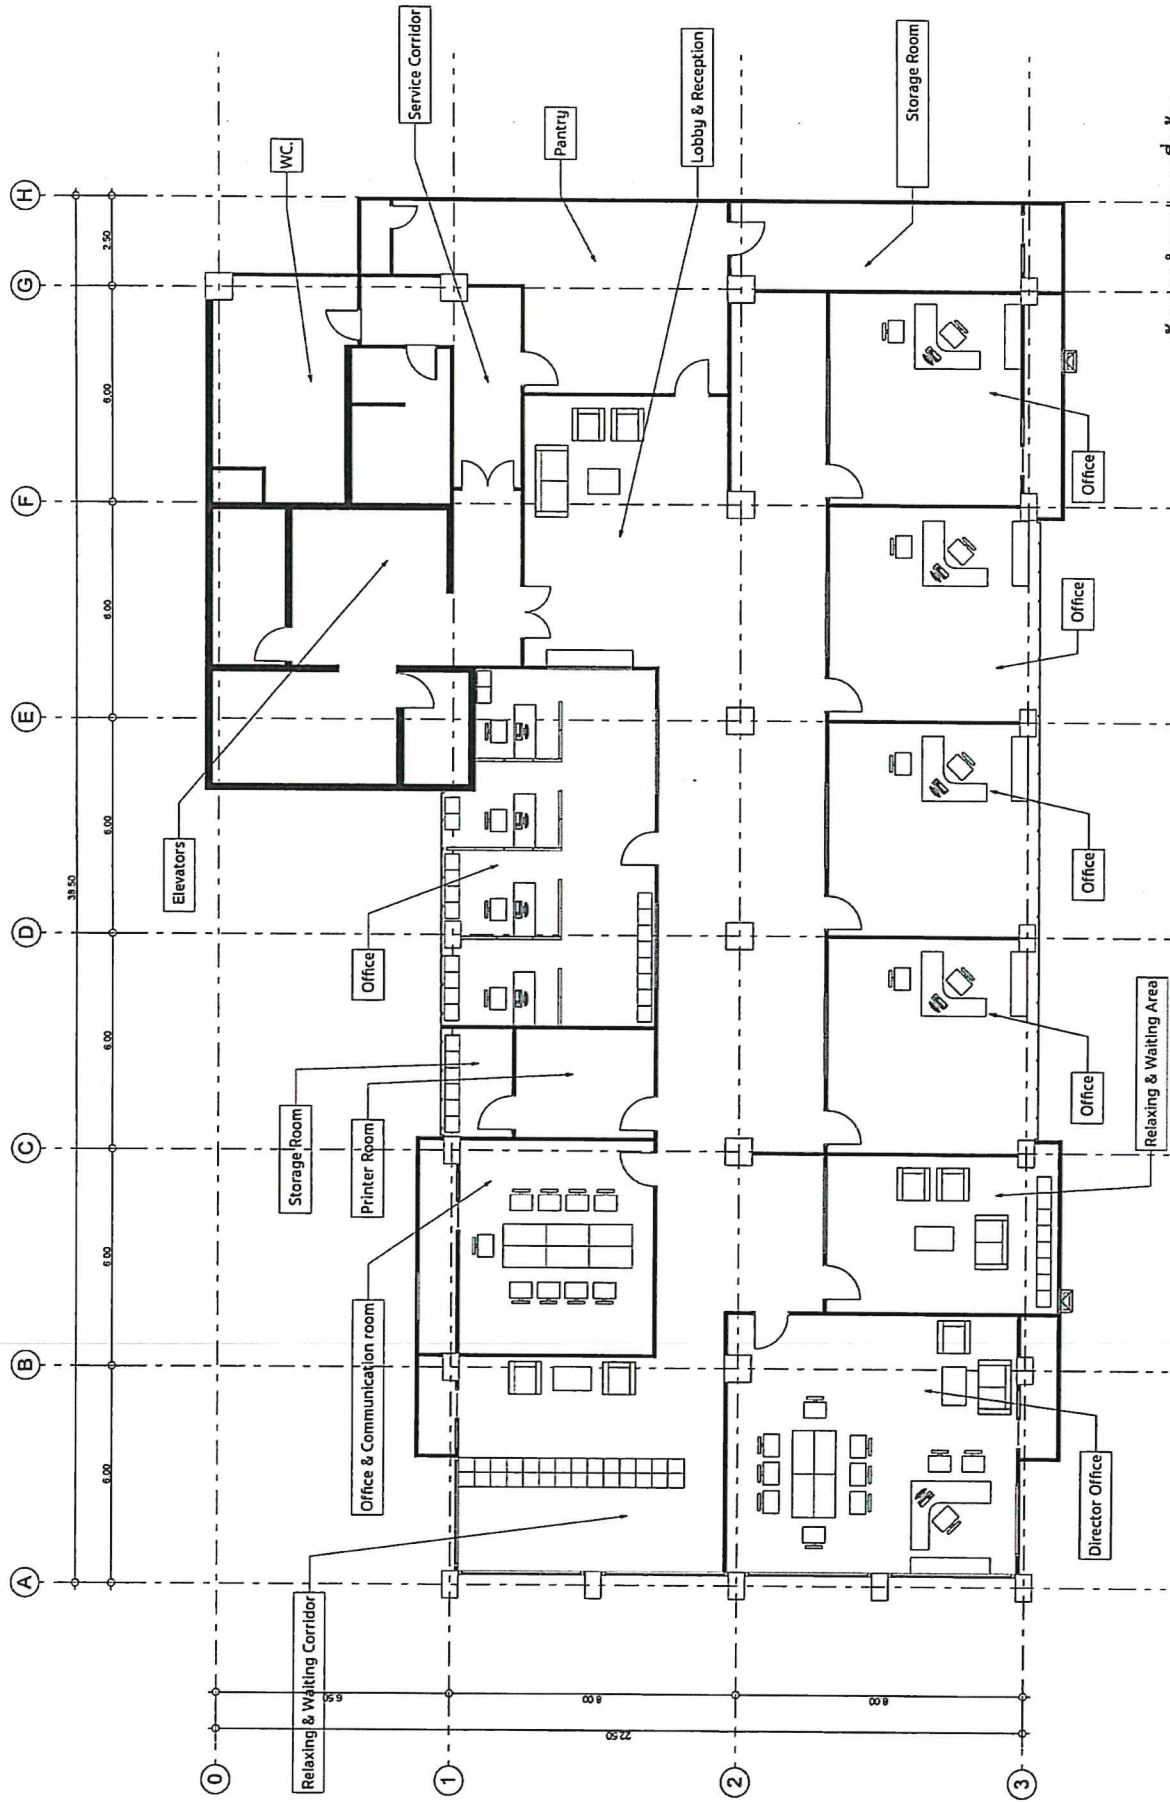 A B C D E F G H
38.50
6.00 6.00 6.00 6.00 6.00 6.00 2.50
Elevators
0
WC.
Storage Room
Relaxing & Waiting Corridor
Office & Communication room
Printer Room
Office
Service Corridor
6.50
22.50
1
Pantry
8.00
Lobby & Reception
2
8.00
Storage Room
3
Director Office
Office
Office
Office
Office
Relaxing & Waiting Area